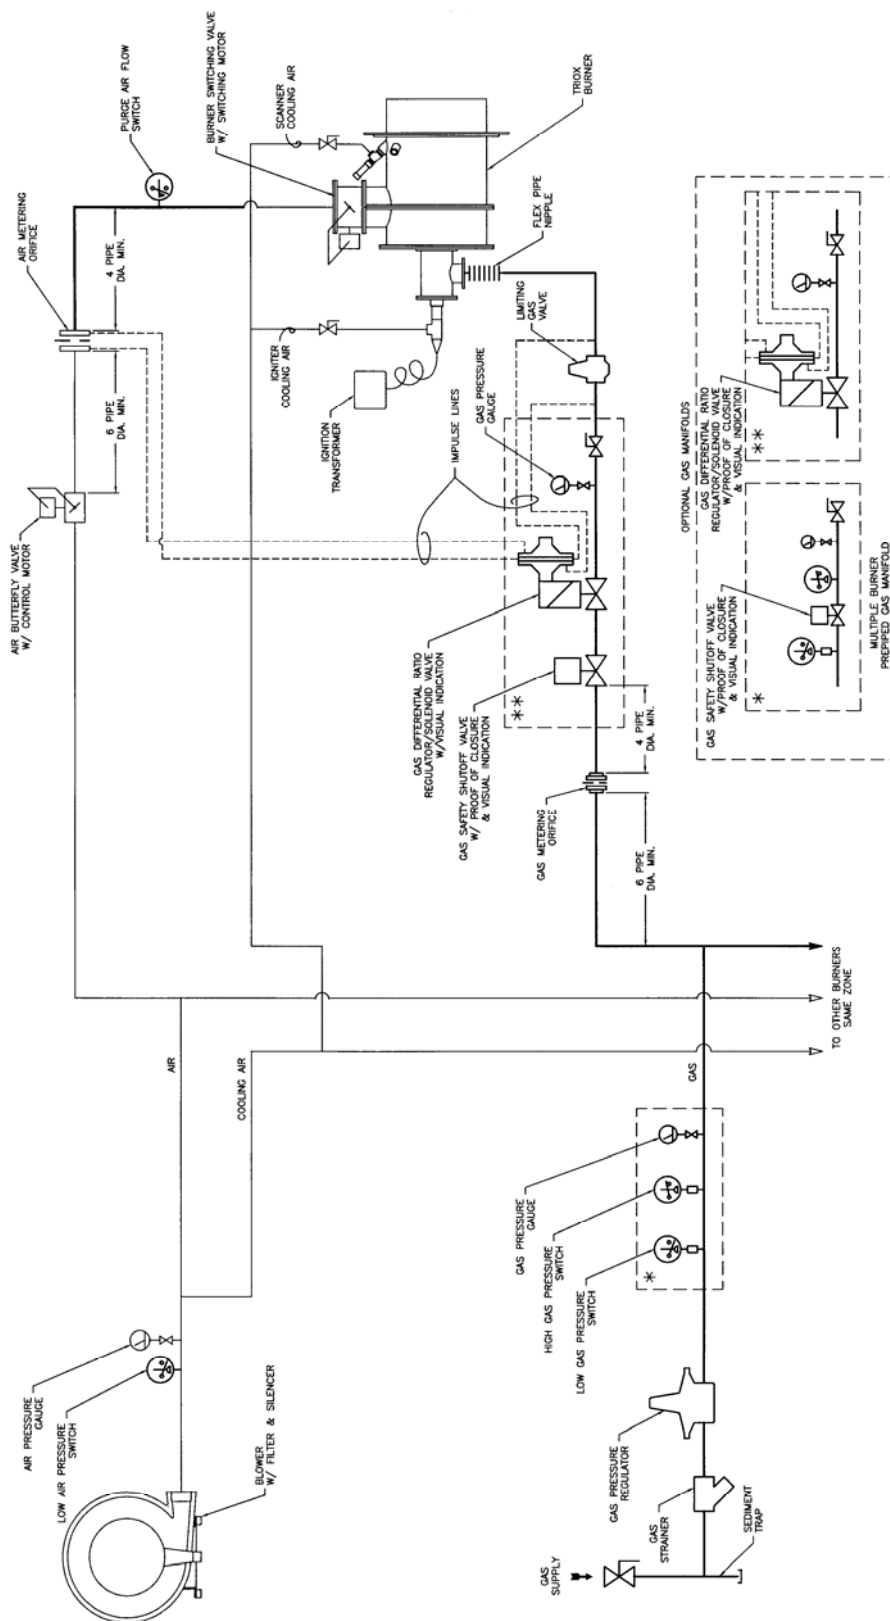 AIR PRESSURE
GAUGE
LOW AIR PRESSURE
SWITCH
BLOWER
W/ FILTER & SILENCER
AIR
COOLING AIR
AIR BUTTERFLY VALVE
W/ CONTROL MOTOR
6 PIPE
DIA. MIN.
AIR METERING
ORIFICE
4 PIPE
DIA. MIN.
PURGE AIR FLOW
SWITCH
BURNER SWITCHING VALVE
W/ SWITCHING MOTOR
SCANNER
COOLING AIR
TRIOX
BURNER
IGNITER
COOLING AIR
IGNITION
TRANSFORMER
IMPULSE LINES
FLEX PIPE
NIPPLE
LIMITING
GAS
VALVE
GAS PRESSURE
GAUGE
GAS DIFFERENTIAL RATIO
REGULATOR/SOLENOID VALVE
W/VISUAL INDICATION
GAS SAFETY SHUTOFF VALVE
W/ PROOF OF CLOSURE
& VISUAL INDICATION
**
4 PIPE
DIA. MIN.
GAS METERING
ORIFICE
6 PIPE
DIA. MIN.
TO OTHER BURNERS
SAME ZONE
GAS
GAS PRESSURE
GAUGE
HIGH GAS PRESSURE
SWITCH
LOW GAS PRESSURE
SWITCH
*
GAS PRESSURE
REGULATOR
GAS
STRAINER
GAS
SUPPLY
SEDIMENT
TRAP
OPTIONAL GAS MANIFOLDS
GAS DIFFERENTIAL RATIO
REGULATOR/SOLENOID VALVE
W/PROOF OF CLOSURE
& VISUAL INDICATION
**
GAS SAFETY SHUTOFF VALVE
W/PROOF OF CLOSURE
& VISUAL INDICATION
*
MULTIPLE BURNER
PREPIPED GAS MANIFOLD